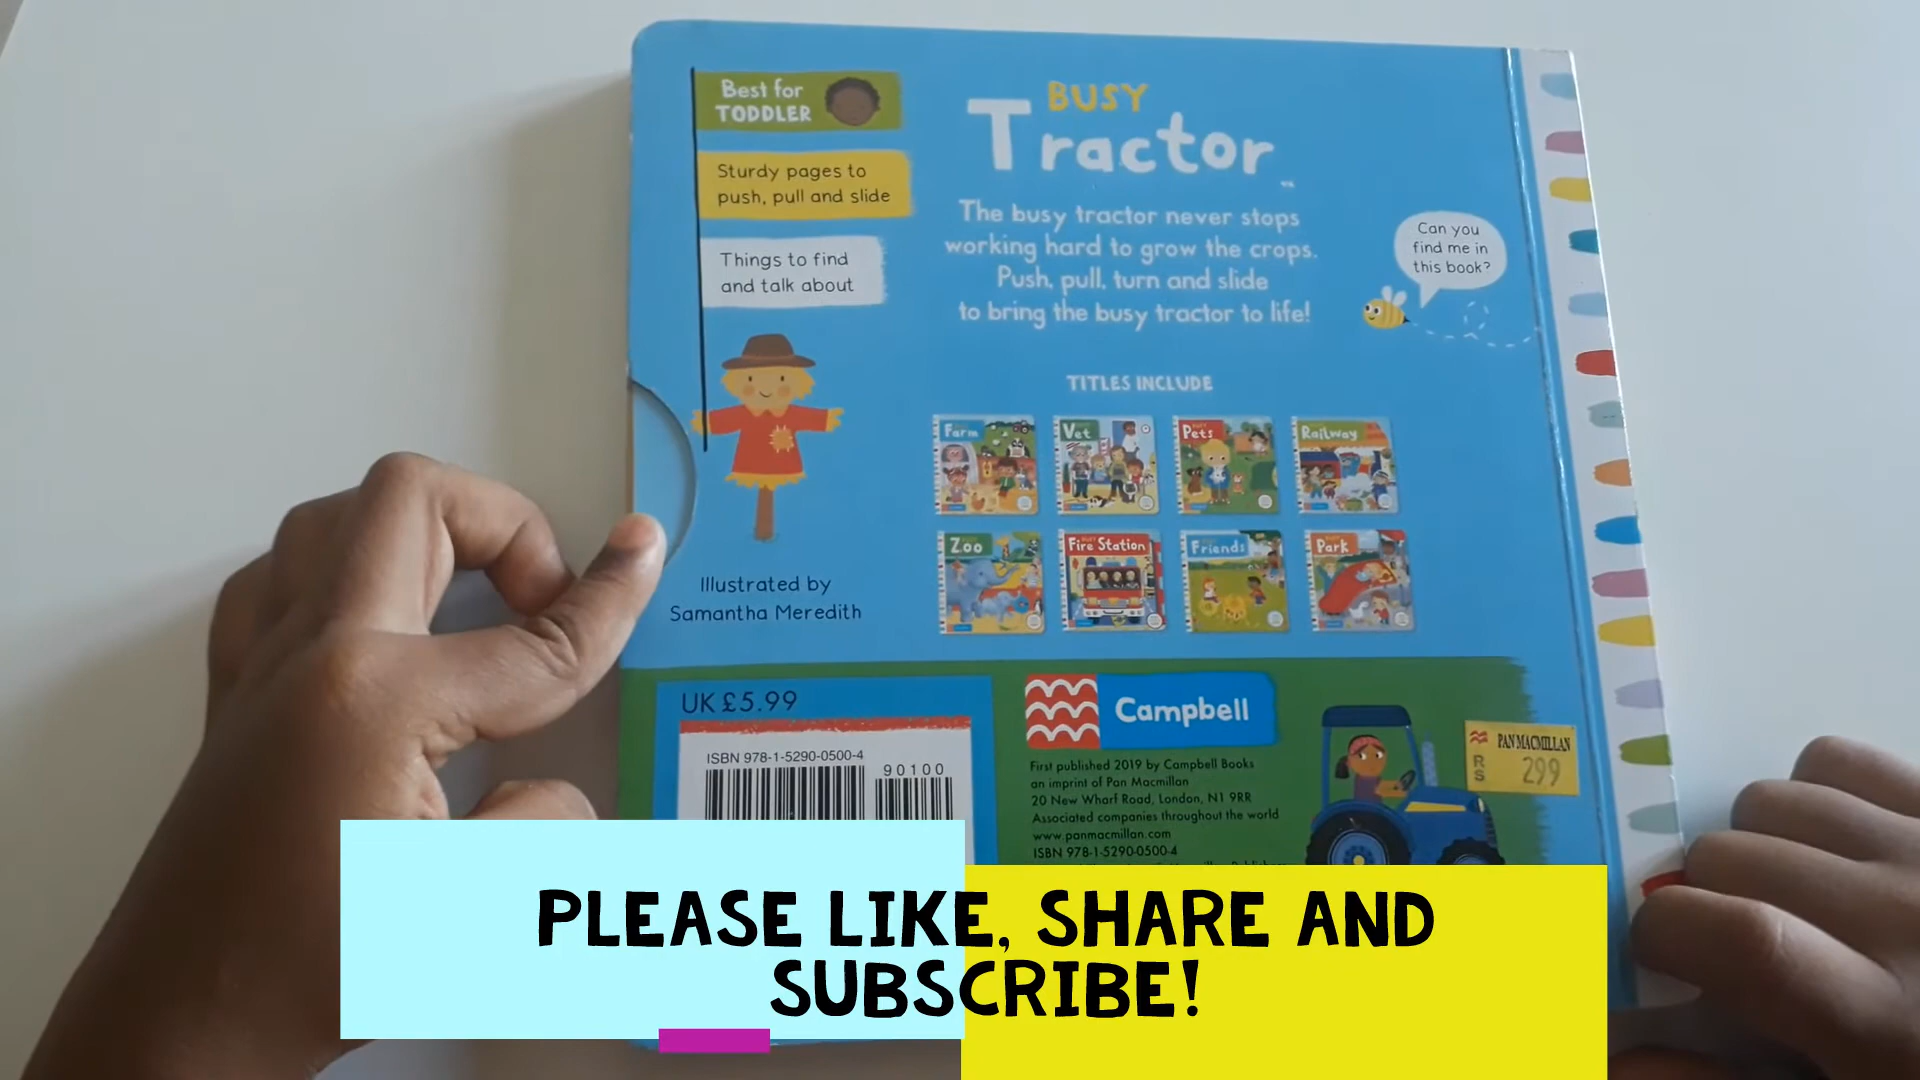 Best for
TODDLER
Sturdy pages to
push, pull and slide
Things to find
and talk about
BUSY
Tractor
The busy tractor never stops
working hard to grow the crops.
Push, pull, turn and slide
to bring the busy tractor to life!
Can you
find me in
this book?
TITLES INCLUDE
Farm
Vet
Pets
Railway
Zoo
Fire Station
Friends
Park
Illustrated by
Samantha Meredith
UK £5.99
ISBN 978-1-5290-0500-4
90100
Campbell
First published 2019 by Campbell Books
an imprint of Pan Macmillan
20 New Wharf Road, London, N1 9RR
Associated companies throughout the world
www.panmacmillan.com
ISBN 978-1-5290-0500-4
PAN MACMILLAN
RS 299
PLEASE LIKE, SHARE AND
SUBSCRIBE!